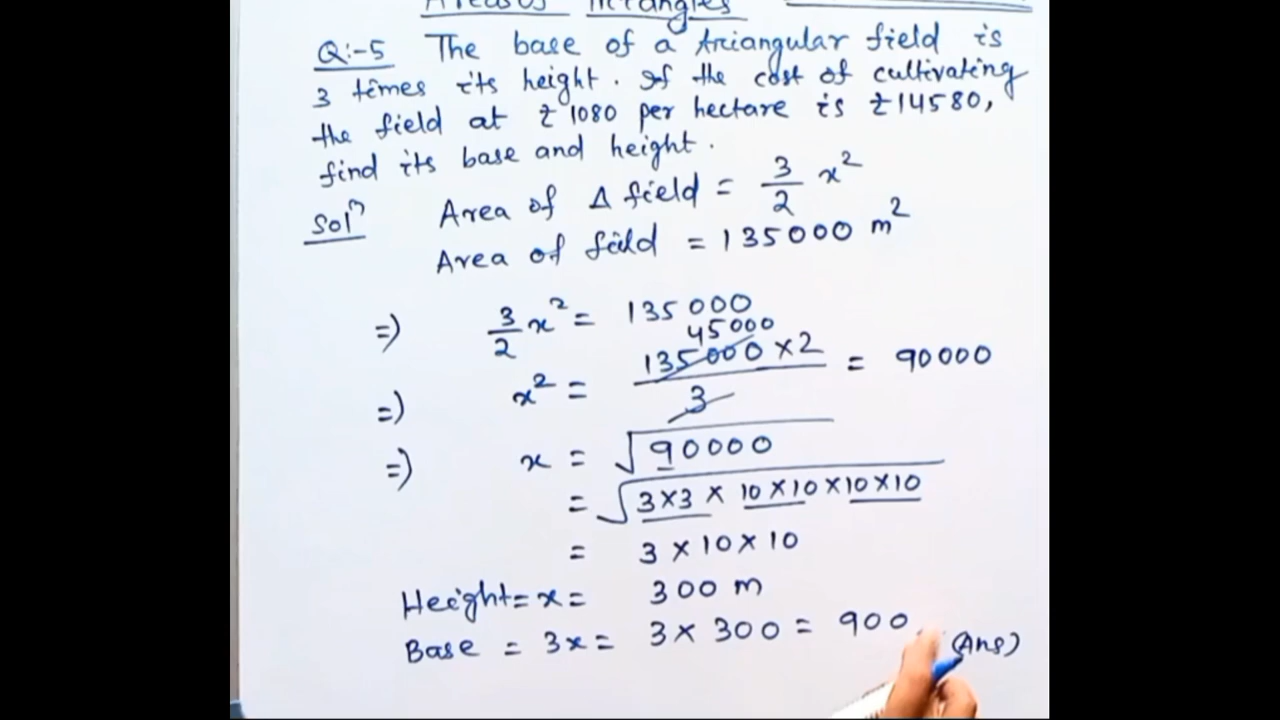 Areas of Triangles
Q:-5 The base of a triangular field is
3 times its height. If the cost of cultivating
the field at ₹1080 per hectare is ₹14580,
find its base and height.
Solⁿ Area of Δ field = 3/2 x²
Area of field = 135000 m²
=) 3/2 x² = 135000
45000
=) x² = 135000 × 2 / 3 = 90000
=) x = √90000
= √3×3 × 10×10×10×10
= 3 × 10 × 10
Height = x = 300 m
Base = 3x = 3 × 300 = 900 (Ans)